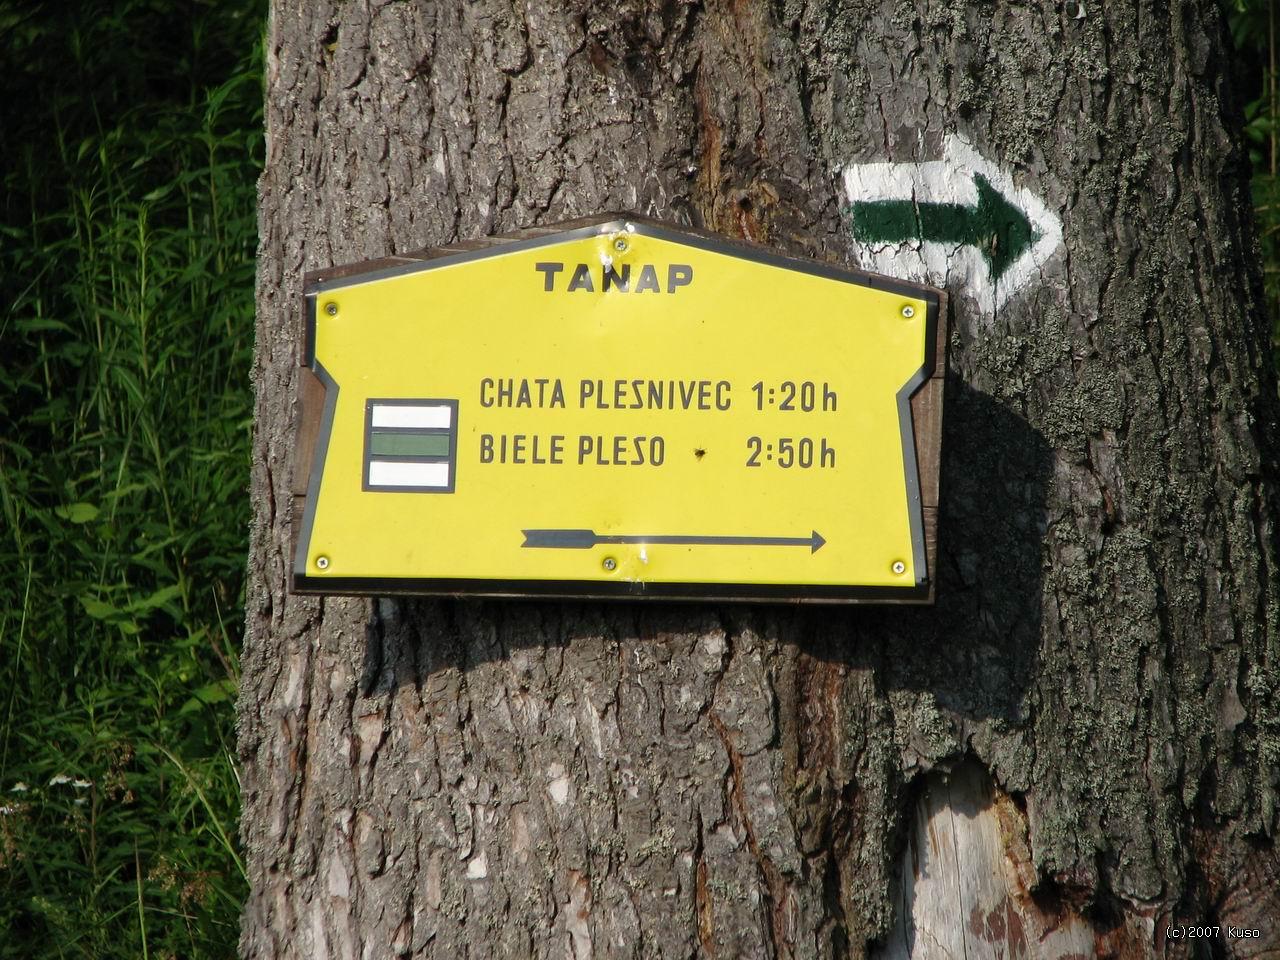 TANAP
CHATA PLESNIVEC 1:20h
BIELE PLESO 2:50h
(c)2007 Kuso